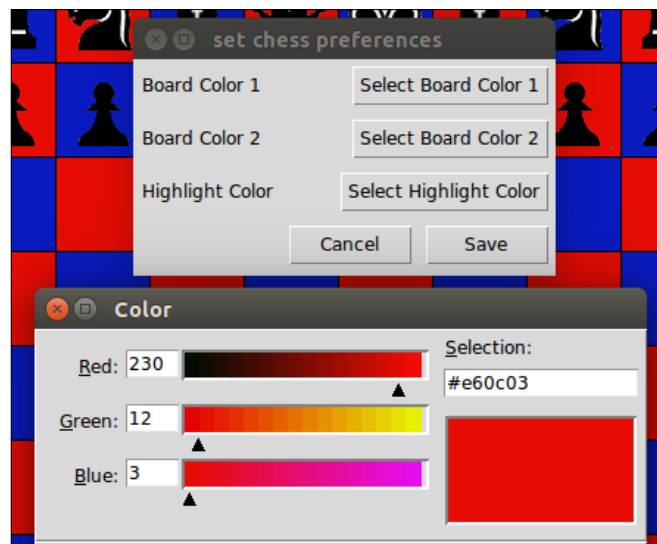 set chess preferences
Board Color 1 Select Board Color 1
Board Color 2 Select Board Color 2
Highlight Color Select Highlight Color
Cancel Save
Color
Selection:
Red: 230 #e60c03
Green: 12
Blue: 3